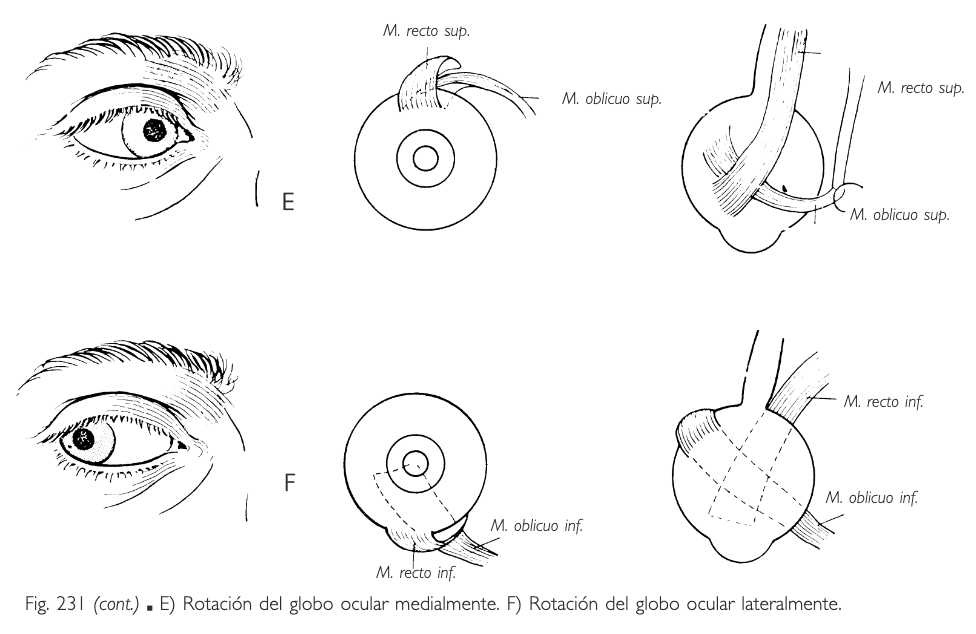 M. recto sup.
M. oblicuo sup.
M. recto sup.
M. oblicuo sup.
E
M. recto inf.
M. oblicuo inf.
M. oblicuo inf.
M. recto inf.
F
Fig. 231 (cont.) ▪ E) Rotación del globo ocular medialmente. F) Rotación del globo ocular lateralmente.